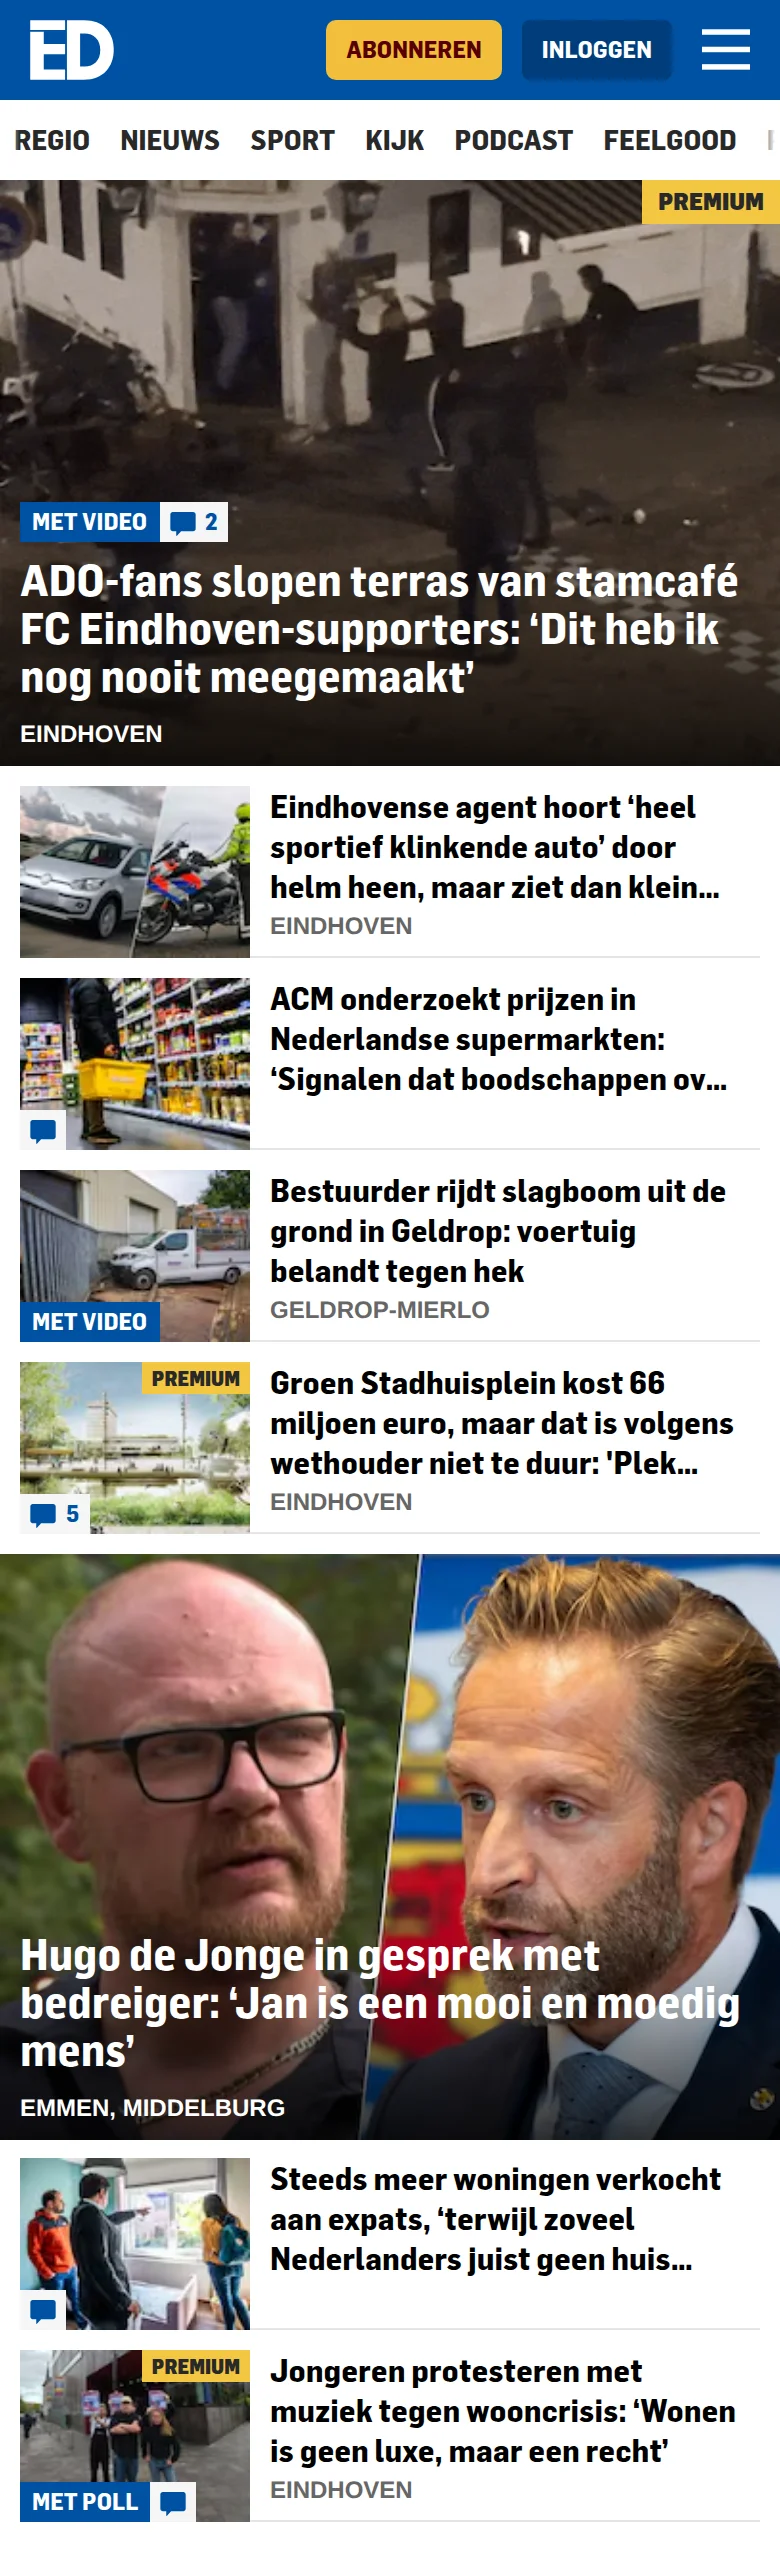 ED
ABONNEREN
INLOGGEN
REGIO NIEUWS SPORT KIJK PODCAST FEELGOOD
PREMIUM
MET VIDEO 2
ADO-fans slopen terras van stamcafé
FC Eindhoven-supporters: ‘Dit heb ik
nog nooit meegemaakt’
EINDHOVEN
Eindhovense agent hoort ‘heel
sportief klinkende auto’ door
helm heen, maar ziet dan klein...
EINDHOVEN
ACM onderzoekt prijzen in
Nederlandse supermarkten:
‘Signalen dat boodschappen ov...
Bestuurder rijdt slagboom uit de
grond in Geldrop: voertuig
belandt tegen hek
GELDROP-MIERLO
MET VIDEO
PREMIUM
Groen Stadhuisplein kost 66
miljoen euro, maar dat is volgens
wethouder niet te duur: 'Plek...
EINDHOVEN
5
Hugo de Jonge in gesprek met
bedreiger: ‘Jan is een mooi en moedig
mens’
EMMEN, MIDDELBURG
Steeds meer woningen verkocht
aan expats, ‘terwijl zoveel
Nederlanders juist geen huis...
PREMIUM
Jongeren protesteren met
muziek tegen wooncrisis: ‘Wonen
is geen luxe, maar een recht’
EINDHOVEN
MET POLL